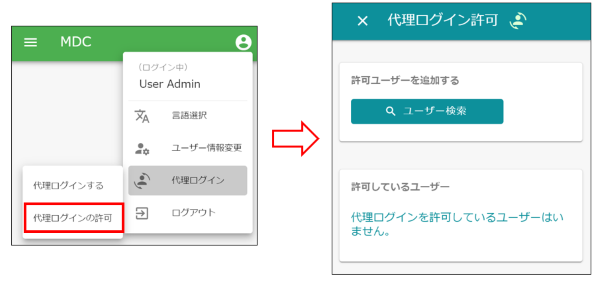 MDC
(ログイン中)
User Admin
言語選択
ユーザー情報変更
代理ログイン
ログアウト
代理ログインする
代理ログインの許可
代理ログイン許可
許可ユーザーを追加する
ユーザー検索
許可しているユーザー
代理ログインを許可しているユーザーはい
ません。